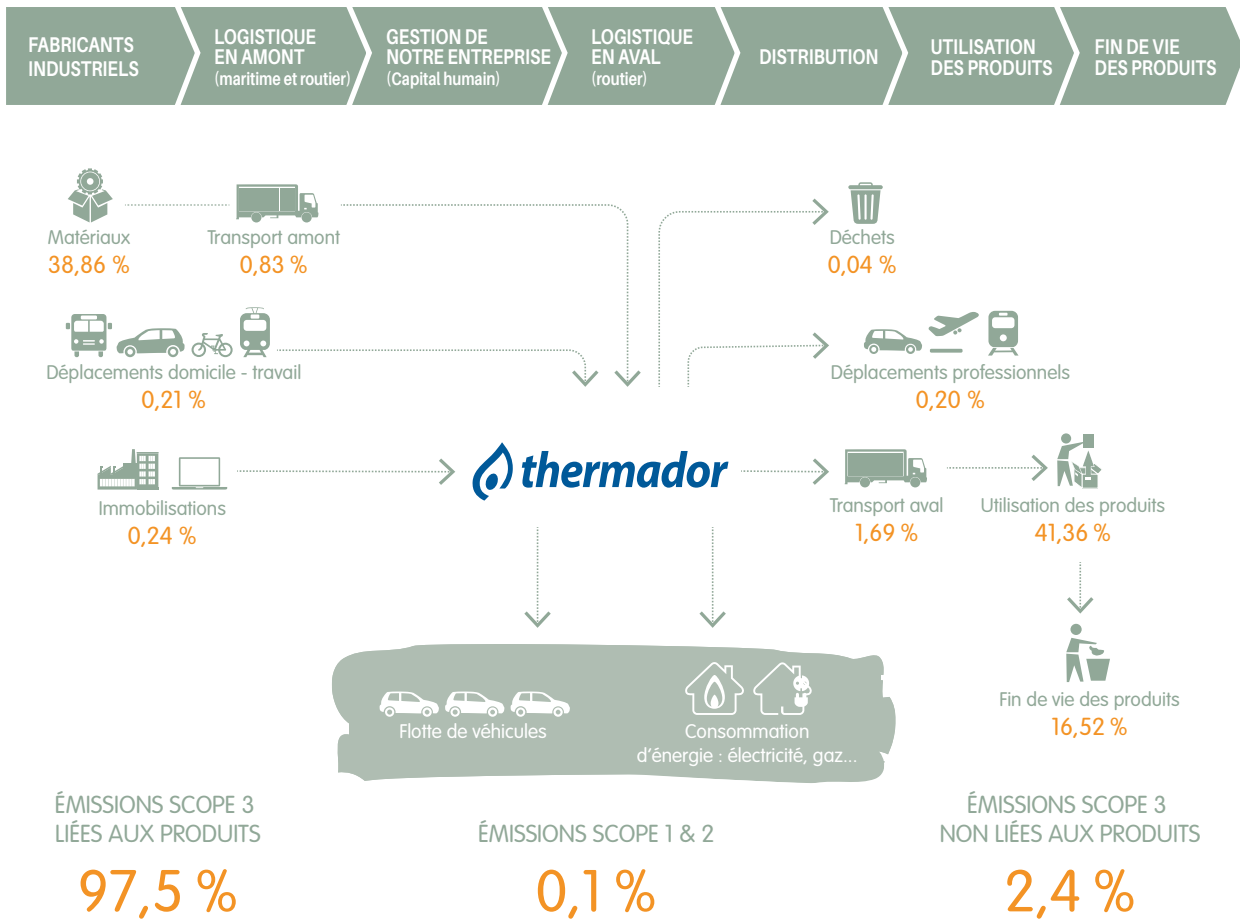 FABRICANTS
INDUSTRIELS
LOGISTIQUE
EN AMONT
(maritime et routier)
GESTION DE
NOTRE ENTREPRISE
(Capital humain)
LOGISTIQUE
EN AVAL
(routier)
DISTRIBUTION
UTILISATION
DES PRODUITS
FIN DE VIE
DES PRODUITS
Matériaux
38,86 %
Transport amont
0,83 %
Déchets
0,04 %
Déplacements domicile - travail
0,21 %
Déplacements professionnels
0,20 %
Immobilisations
0,24 %
thermador
Transport aval
1,69 %
Utilisation des produits
41,36 %
Fin de vie des produits
16,52 %
Flotte de véhicules
Consommation
d'énergie : électricité, gaz...
ÉMISSIONS SCOPE 3
LIÉES AUX PRODUITS
97,5 %
ÉMISSIONS SCOPE 1 & 2
0,1 %
ÉMISSIONS SCOPE 3
NON LIÉES AUX PRODUITS
2,4 %